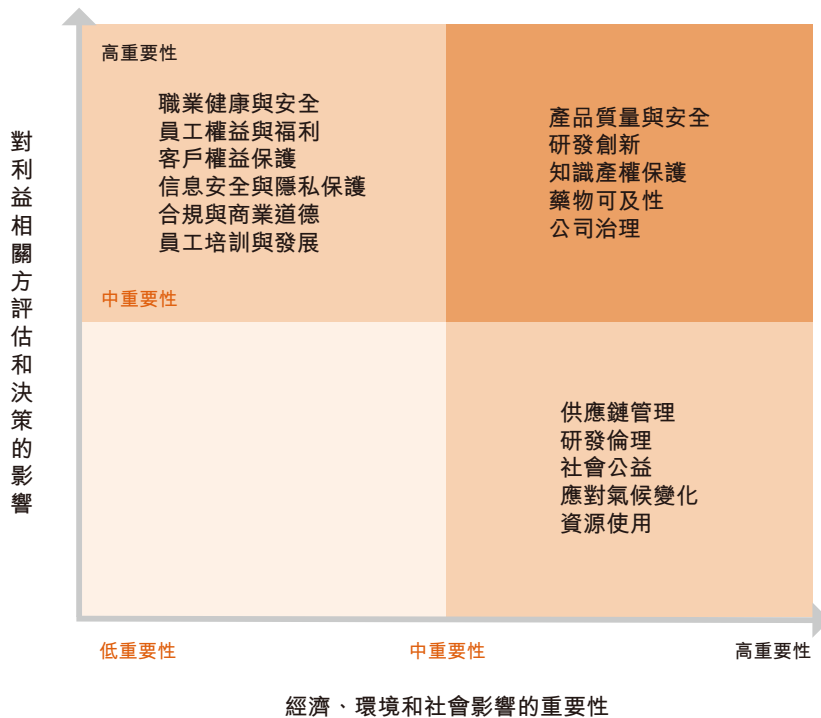 對利益相關方評估和決策的影響
高重要性
職業健康與安全
員工權益與福利
客戶權益保護
信息安全與隱私保護
合規與商業道德
員工培訓與發展
中重要性
產品質量與安全
研發創新
知識產權保護
藥物可及性
公司治理
供應鏈管理
研發倫理
社會公益
應對氣候變化
資源使用
低重要性
中重要性
高重要性
經濟、環境和社會影響的重要性